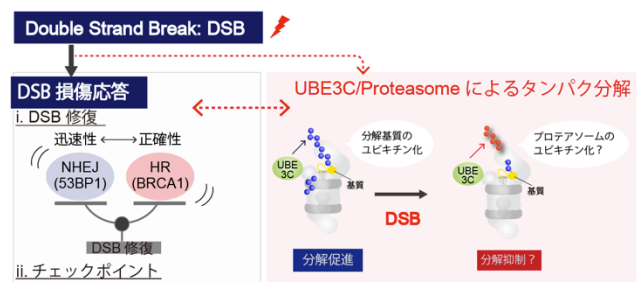 Double Strand Break: DSB
DSB 損傷応答
i. DSB 修復
迅速性 ⟷ 正確性
NHEJ
(53BP1)
HR
(BRCA1)
DSB 修復
ii. チェックポイント
UBE3C/Proteasome によるタンパク分解
分解基質の
ユビキチン化
UBE
3C
基質
分解促進
DSB
プロテアソームの
ユビキチン化？
UBE
3C
基質
分解抑制？